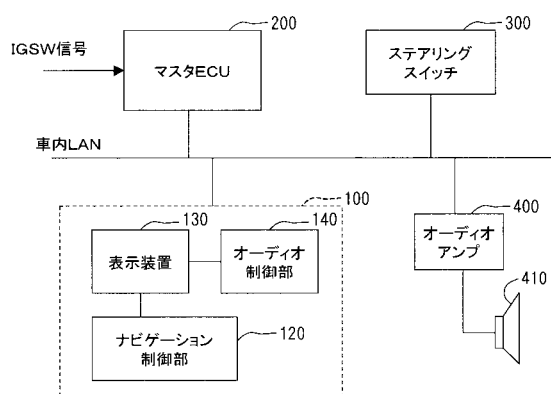 200
300
IGSW信号
マスタECU
ステアリング
スイッチ
車内LAN
100
130
140
400
表示装置
オーディオ
制御部
オーディオ
アンプ
410
ナビゲーション
制御部
120